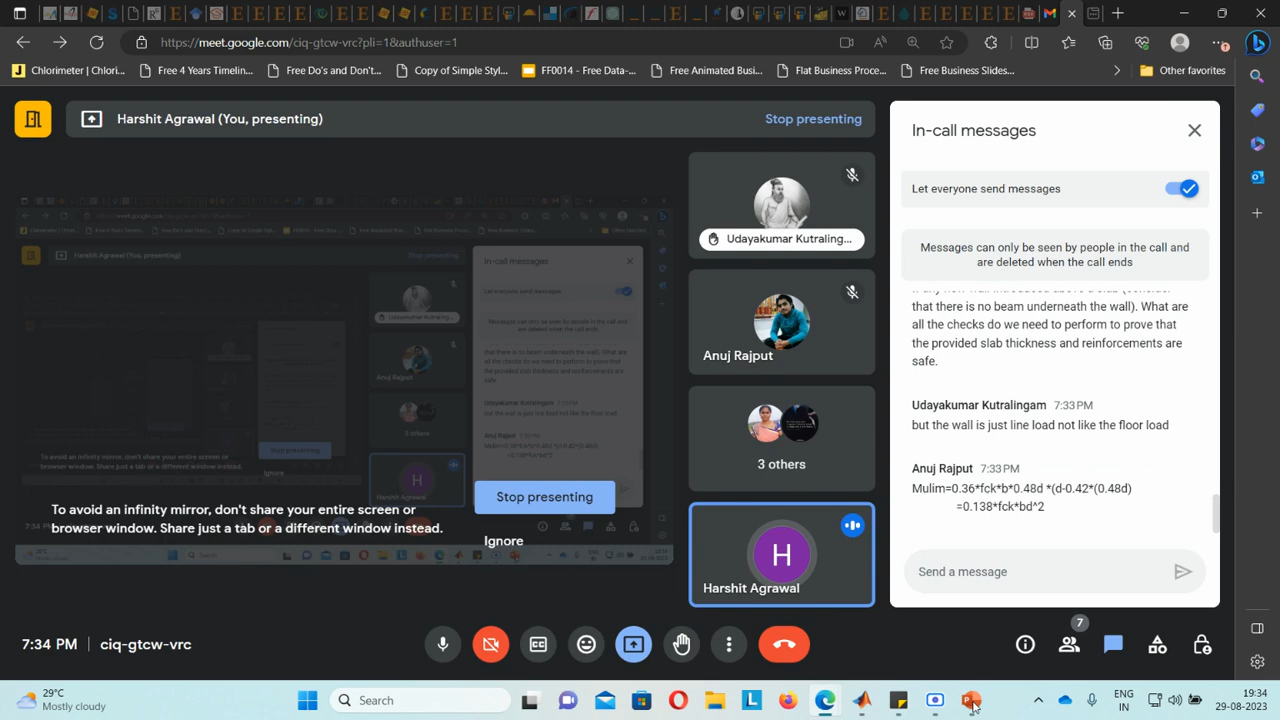 https://meet.google.com/ciq-gtcw-vrc?pli=1&authuser=1
Chlorimeter | Chlori...
Free 4 Years Timelin...
Free Do's and Don't...
Copy of Simple Styl...
FF0014 - Free Data-...
Free Animated Busi...
Flat Business Proce...
Free Business Slides...
Other favorites
Harshit Agrawal (You, presenting)
Stop presenting
In-call messages
Let everyone send messages
Messages can only be seen by people in the call and
are deleted when the call ends
that there is no beam underneath the wall). What are
all the checks do we need to perform to prove that
the provided slab thickness and reinforcements are
safe.
Udayakumar Kutralingam 7:33 PM
but the wall is just line load not like the floor load
Anuj Rajput 7:33 PM
Mulim=0.36*fck*b*0.48d *(d-0.42*(0.48d)
=0.138*fck*bd^2
Send a message
Udayakumar Kutraling...
Anuj Rajput
3 others
H
Harshit Agrawal
To avoid an infinity mirror, don't share your entire screen or
browser window. Share just a tab or a different window instead.
Stop presenting
Ignore
7:34 PM | ciq-gtcw-vrc
7
29°C
Mostly cloudy
Search
ENG
IN
19:34
29-08-2023